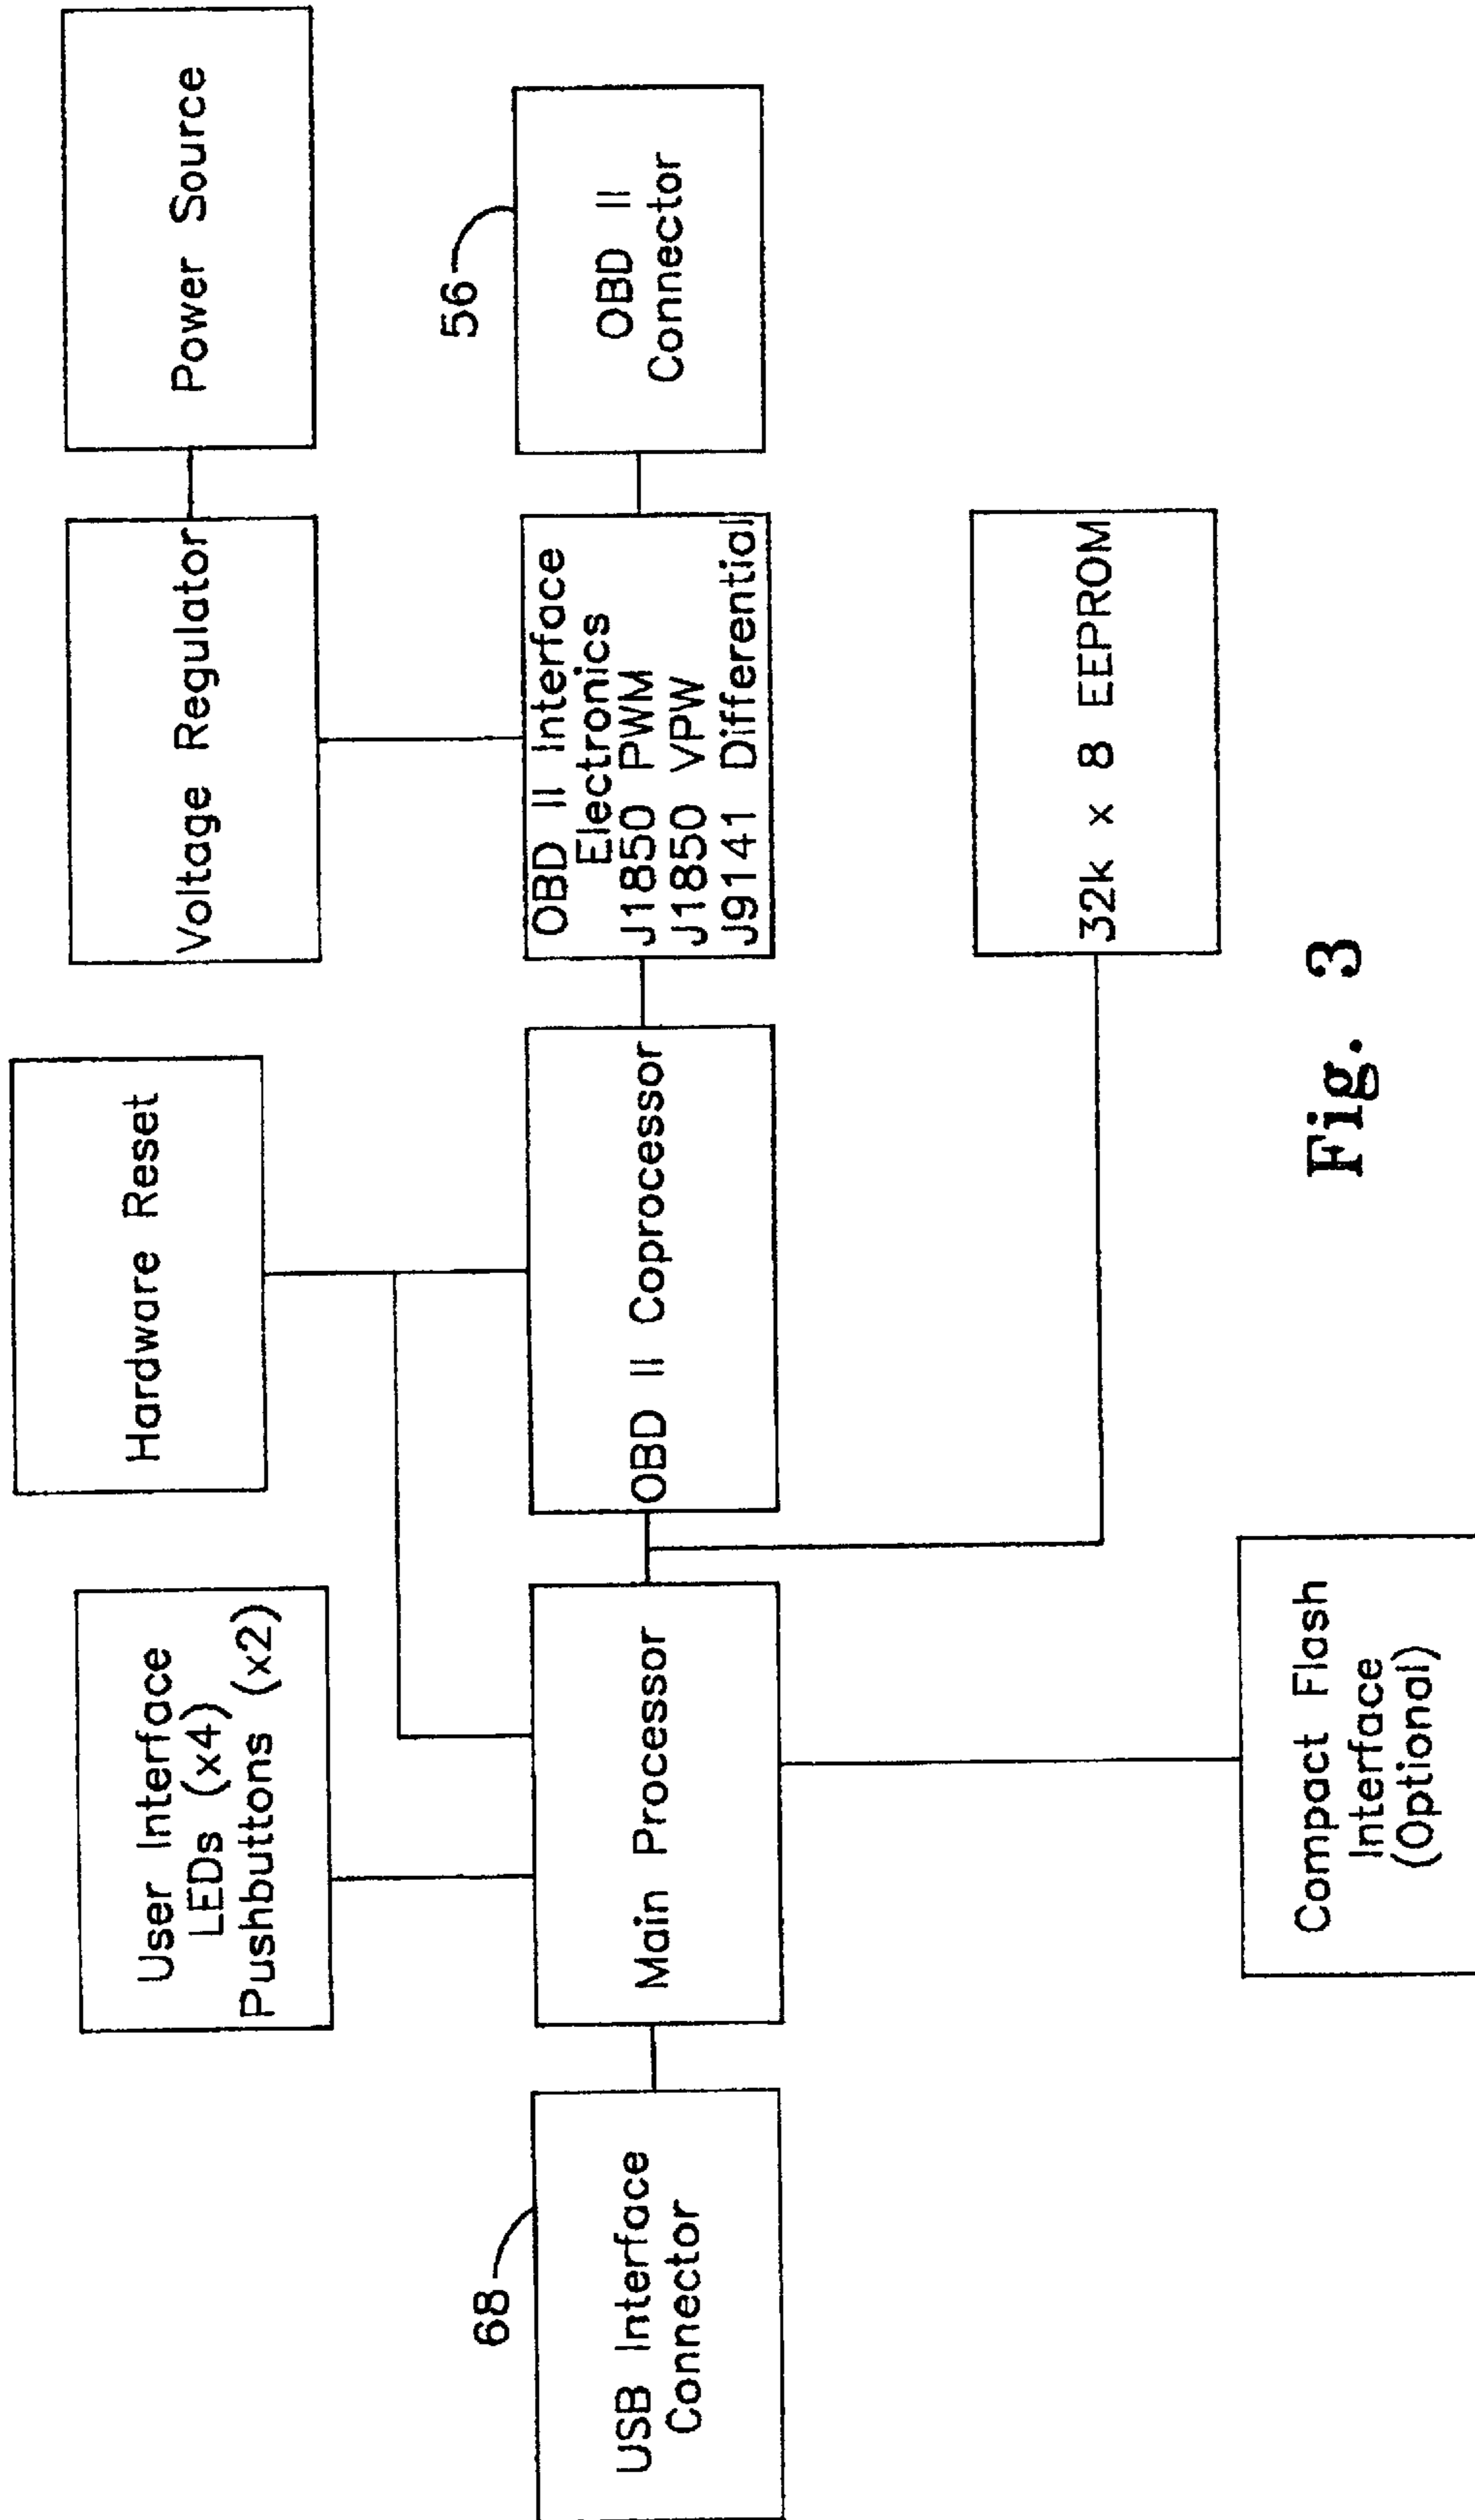 Hardware Reset
Voltage Regulator
Power Source
User Interface
LEDs (x4)
Pushbuttons (x2)
68
USB Interface
Connector
Main Processor
OBD II Coprocessor
OBD II Interface
Electronics
J1850 PWM
J1850 VPW
J9141 Differential
56
OBD II
Connector
32k x 8 EEPROM
Compact Flash
Interface
(Optional)
Fig. 3